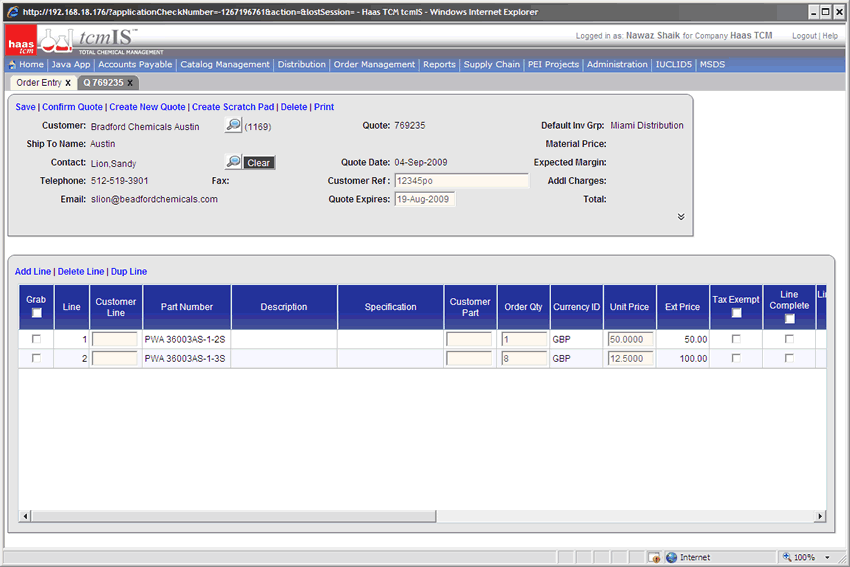 http://192.168.18.176/?applicationCheckNumber=-1267196761&action=&lostSession= - Haas TCM tcmIS - Windows Internet Explorer
haas tcm
tcmIS™
TOTAL CHEMICAL MANAGEMENT
Logged in as: Nawaz Shaik for Company Haas TCM Logout | Help
Home | Java App | Accounts Payable | Catalog Management | Distribution | Order Management | Reports | Supply Chain | PEI Projects | Administration | IUCLID5 | MSDS
Order Entry x Q 769235 x
Save | Confirm Quote | Create New Quote | Create Scratch Pad | Delete | Print
Customer: Bradford Chemicals Austin (1169) Quote: 769235 Default Inv Grp: Miami Distribution
Ship To Name: Austin Material Price:
Contact: Lion,Sandy Clear Quote Date: 04-Sep-2009 Expected Margin:
Telephone: 512-519-3901 Fax: Customer Ref : 12345po Addl Charges:
Email: slion@beadfordchemicals.com Quote Expires: 19-Aug-2009 Total:
Add Line | Delete Line | Dup Line
Grab Line Customer Line Part Number Description Specification Customer Part Order Qty Currency ID Unit Price Ext Price Tax Exempt Line Complete Li
1 PWA 36003AS-1-2S 1 GBP 50.0000 50.00
2 PWA 36003AS-1-3S 8 GBP 12.5000 100.00
Internet 100%